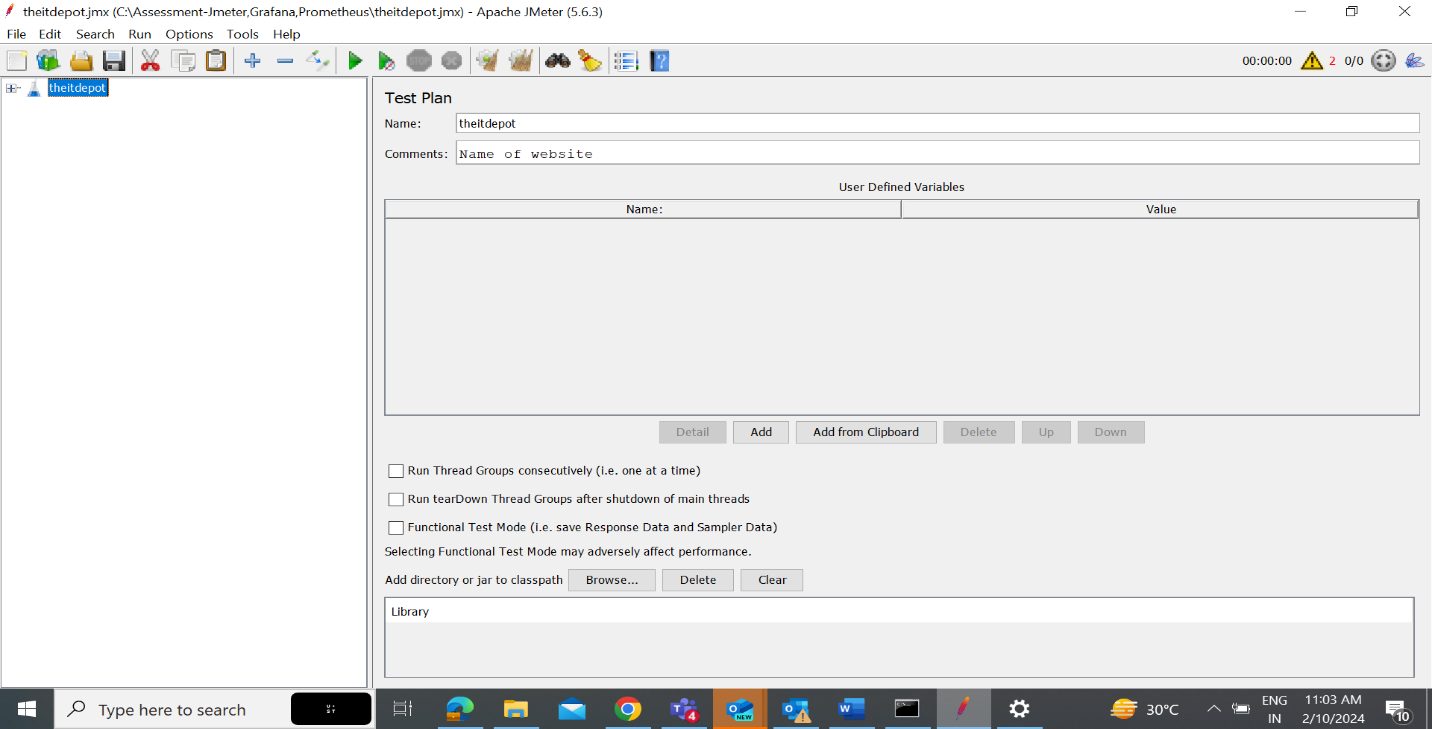 theitdepot.jmx (C:\Assessment-Jmeter,Grafana,Prometheus\theitdepot.jmx) - Apache JMeter (5.6.3)
File Edit Search Run Options Tools Help
STOP
00:00:00 2 0/0
theitdepot
Test Plan
Name: theitdepot
Comments: Name of website
User Defined Variables
Name: Value
Detail Add Add from Clipboard Delete Up Down
Run Thread Groups consecutively (i.e. one at a time)
Run tearDown Thread Groups after shutdown of main threads
Functional Test Mode (i.e. save Response Data and Sampler Data)
Selecting Functional Test Mode may adversely affect performance.
Add directory or jar to classpath Browse... Delete Clear
Library
Type here to search
4
NEW
30°C
ENG
IN
11:03 AM
2/10/2024
10